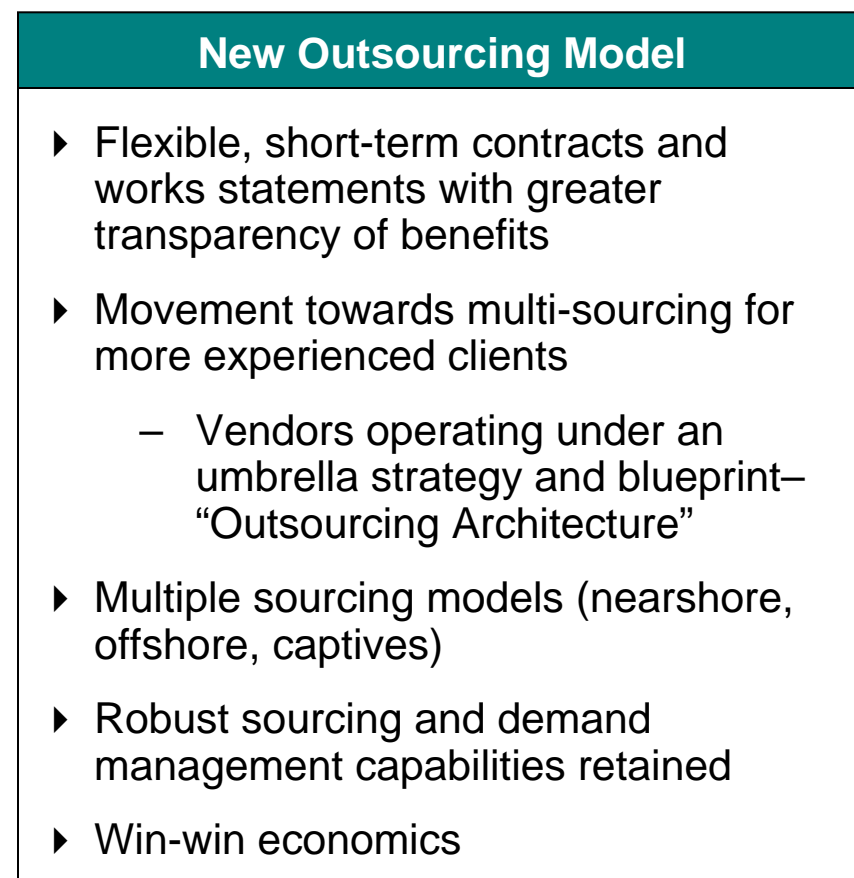 New Outsourcing Model
Flexible, short-term contracts and
works statements with greater
transparency of benefits
Movement towards multi-sourcing for
more experienced clients
– Vendors operating under an
umbrella strategy and blueprint–
“Outsourcing Architecture”
Multiple sourcing models (nearshore,
offshore, captives)
Robust sourcing and demand
management capabilities retained
Win-win economics